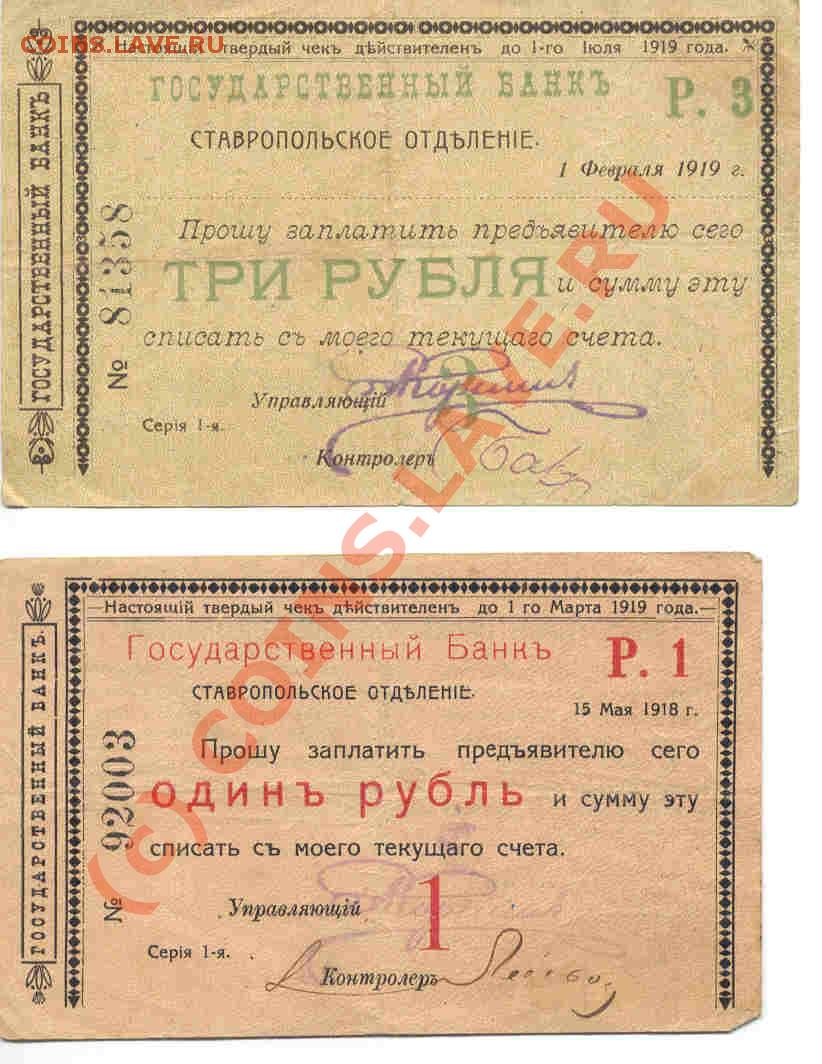 COINS.LAVE.RU
Настоящій твердый чекъ дѣйствителенъ до 1-го Іюля 1919 года.
ГОСУДАРСТВЕННЫЙ БАНКЪ
Р. 3
СТАВРОПОЛЬСКОЕ ОТДѢЛЕНІЕ.
1 Февраля 1919 г.
Прошу заплатить предъявителю сего
ТРИ РУБЛЯ и сумму эту
списать съ моего текущаго счета.
3
Управляющій
Серія 1-я.
Контролеръ
№ 81358
ГОСУДАРСТВЕННЫЙ БАНКЪ
Настоящій твердый чекъ дѣйствителенъ до 1 го Марта 1919 года.
Государственный Банкъ
Р. 1
СТАВРОПОЛЬСКОЕ ОТДѢЛЕНІЕ.
15 Мая 1918 г.
Прошу заплатить предъявителю сего
ОДИНЪ РУБЛЬ и сумму эту
списать съ моего текущаго счета.
1
Управляющій
Серія 1-я.
Контролеръ
№ 92003
ГОСУДАРСТВЕННЫЙ БАНКЪ.
(c) COINS.LAVE.RU